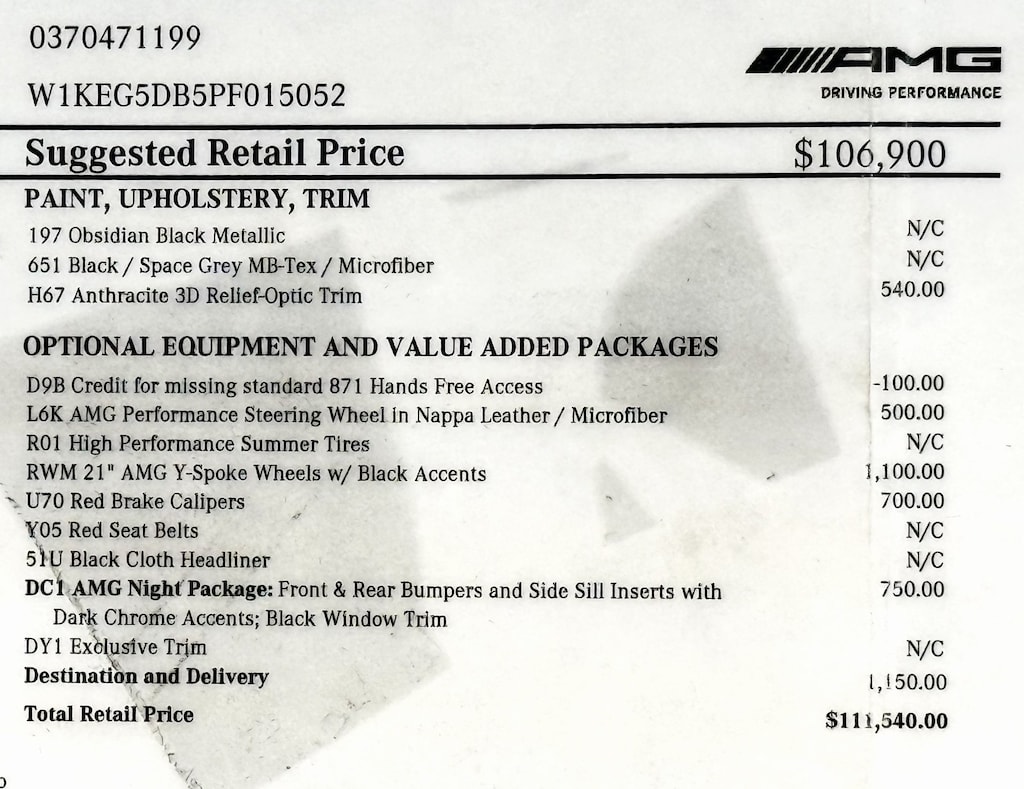 0370471199
AMG
DRIVING PERFORMANCE
W1KEG5DB5PF015052
Suggested Retail Price $106,900
PAINT, UPHOLSTERY, TRIM
197 Obsidian Black Metallic N/C
651 Black / Space Grey MB-Tex / Microfiber N/C
H67 Anthracite 3D Relief-Optic Trim 540.00
OPTIONAL EQUIPMENT AND VALUE ADDED PACKAGES
D9B Credit for missing standard 871 Hands Free Access -100.00
L6K AMG Performance Steering Wheel in Nappa Leather / Microfiber 500.00
R01 High Performance Summer Tires N/C
RWM 21" AMG Y-Spoke Wheels w/ Black Accents 1,100.00
U70 Red Brake Calipers 700.00
Y05 Red Seat Belts N/C
51U Black Cloth Headliner N/C
DC1 AMG Night Package: Front & Rear Bumpers and Side Sill Inserts with 750.00
Dark Chrome Accents; Black Window Trim
DY1 Exclusive Trim N/C
Destination and Delivery 1,150.00
Total Retail Price $111,540.00